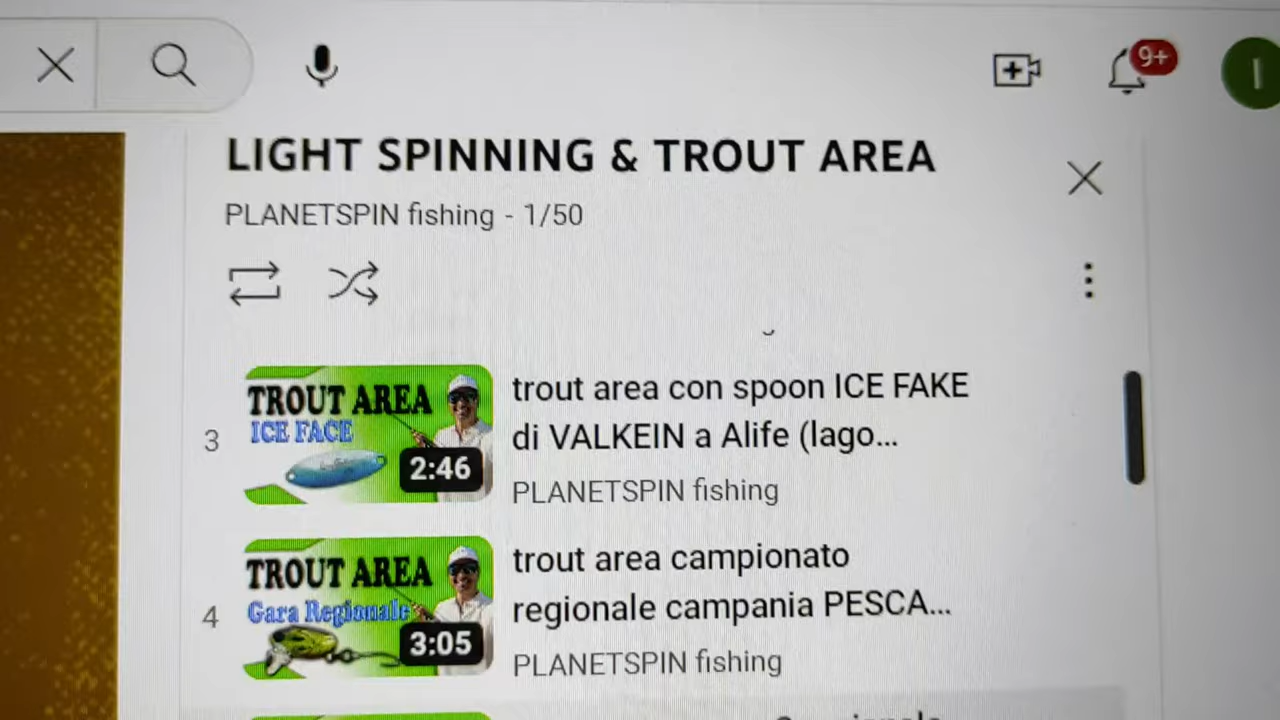 9+
I
LIGHT SPINNING & TROUT AREA
PLANETSPIN fishing - 1/50
3
TROUT AREA
ICE FACE
2:46
trout area con spoon ICE FAKE
di VALKEIN a Alife (lago...
PLANETSPIN fishing
4
TROUT AREA
Gara Regionale
3:05
trout area campionato
regionale campania PESCA...
PLANETSPIN fishing